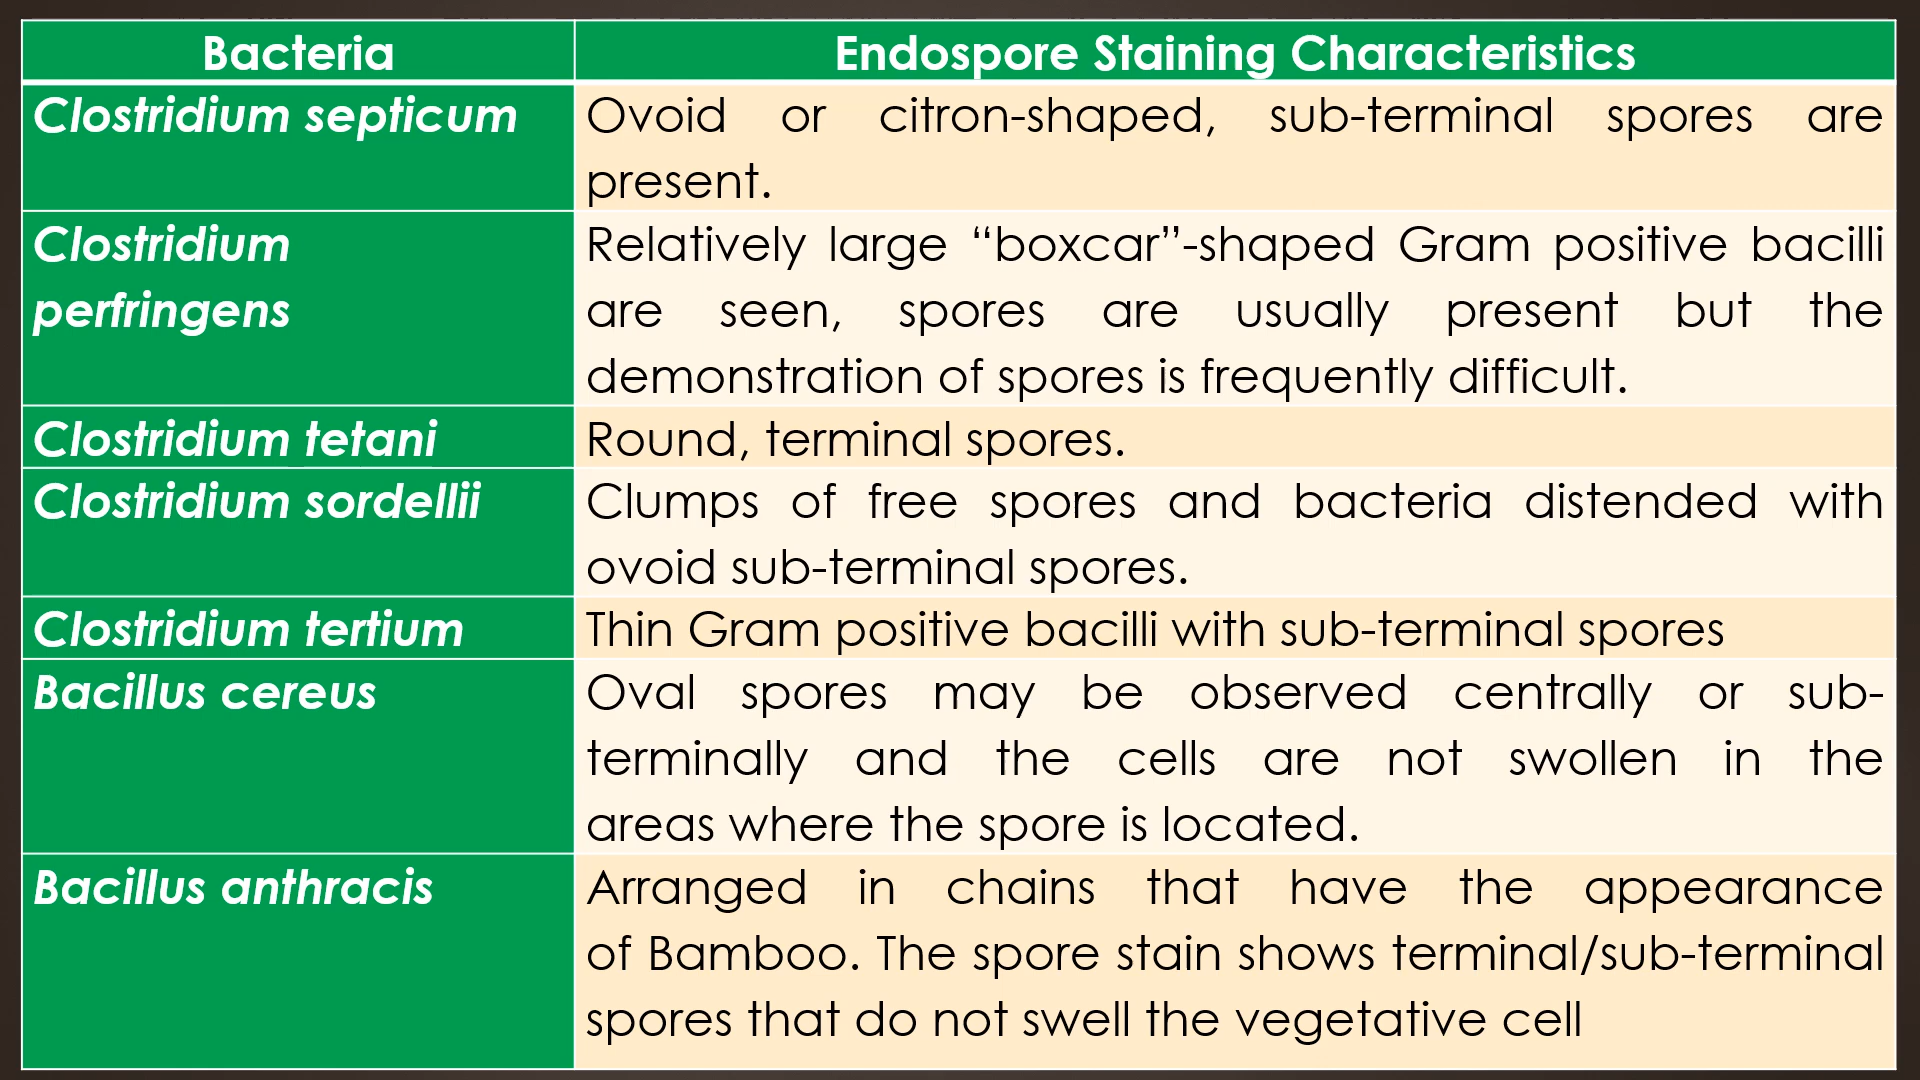 Bacteria
Endospore Staining Characteristics
Clostridium septicum
Ovoid or citron-shaped, sub-terminal spores are
present.
Clostridium
perfringens
Relatively large “boxcar”-shaped Gram positive bacilli
are seen, spores are usually present but the
demonstration of spores is frequently difficult.
Clostridium tetani
Round, terminal spores.
Clostridium sordellii
Clumps of free spores and bacteria distended with
ovoid sub-terminal spores.
Clostridium tertium
Thin Gram positive bacilli with sub-terminal spores
Bacillus cereus
Oval spores may be observed centrally or sub-
terminally and the cells are not swollen in the
areas where the spore is located.
Bacillus anthracis
Arranged in chains that have the appearance
of Bamboo. The spore stain shows terminal/sub-terminal
spores that do not swell the vegetative cell